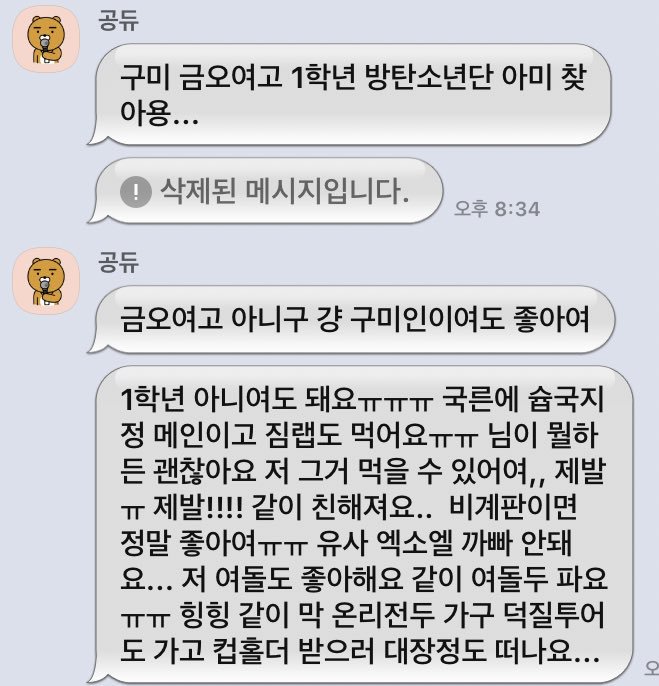 공듀
구미 금오여고 1학년 방탄소년단 아미 찾
아용...
삭제된 메시지입니다.
오후 8:34
공듀
금오여고 아니구 걍 구미인이여도 좋아여
1학년 아니여도 돼요ㅠㅠㅠ 국른에 슙국지
정 메인이고 짐랩도 먹어요ㅠㅠ 님이 뭘하
든 괜찮아요 저 그거 먹을 수 있어여,, 제발
ㅠ 제발!!!! 같이 친해져요.. 비계판이면
정말 좋아여ㅠㅠ 유사 엑소엘 까빠 안돼
요... 저 여돌도 좋아해요 같이 여돌두 파요
ㅠㅠ 힝힝 같이 막 온리전두 가구 덕질투어
도 가고 컵홀더 받으러 대장정도 떠나요...
오